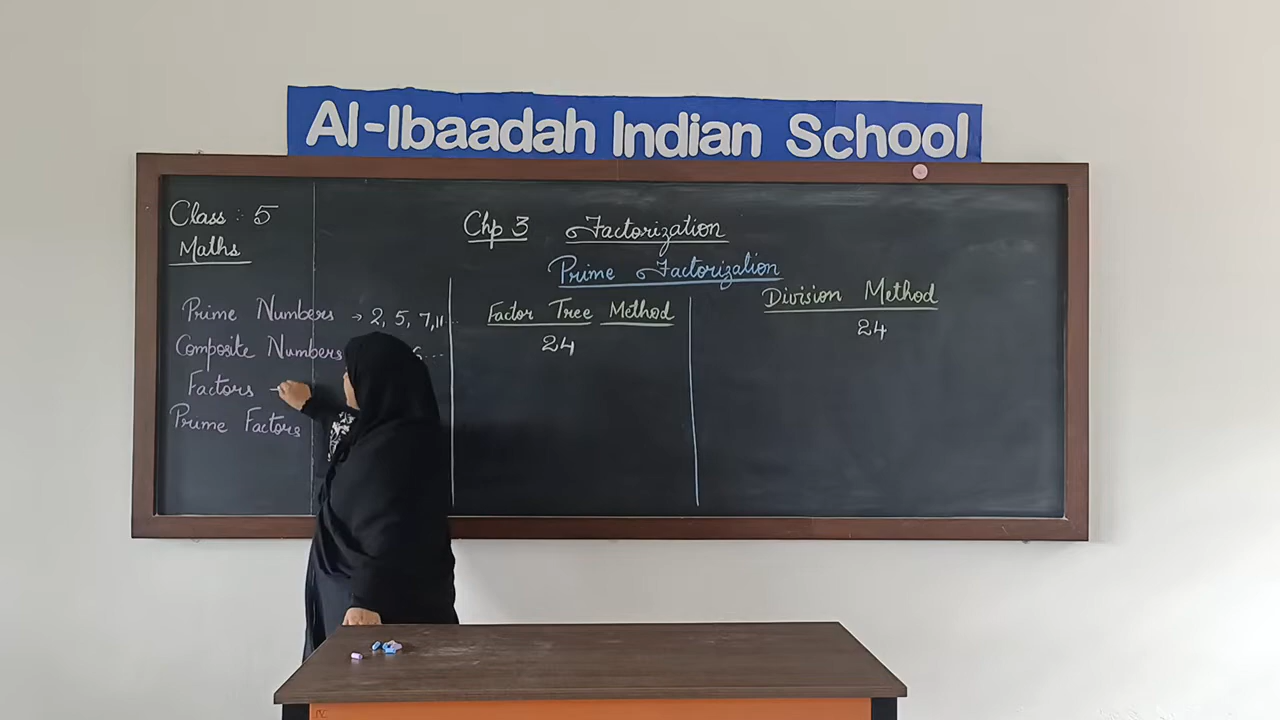 Al-Ibaadah Indian School
Class : 5
Maths
Chp 3 Factorization
Prime Factorization
Prime Numbers → 2, 5, 7, 11...
Composite Numbers 6...
Factors -
Prime Factors
Factor Tree Method
24
Division Method
24